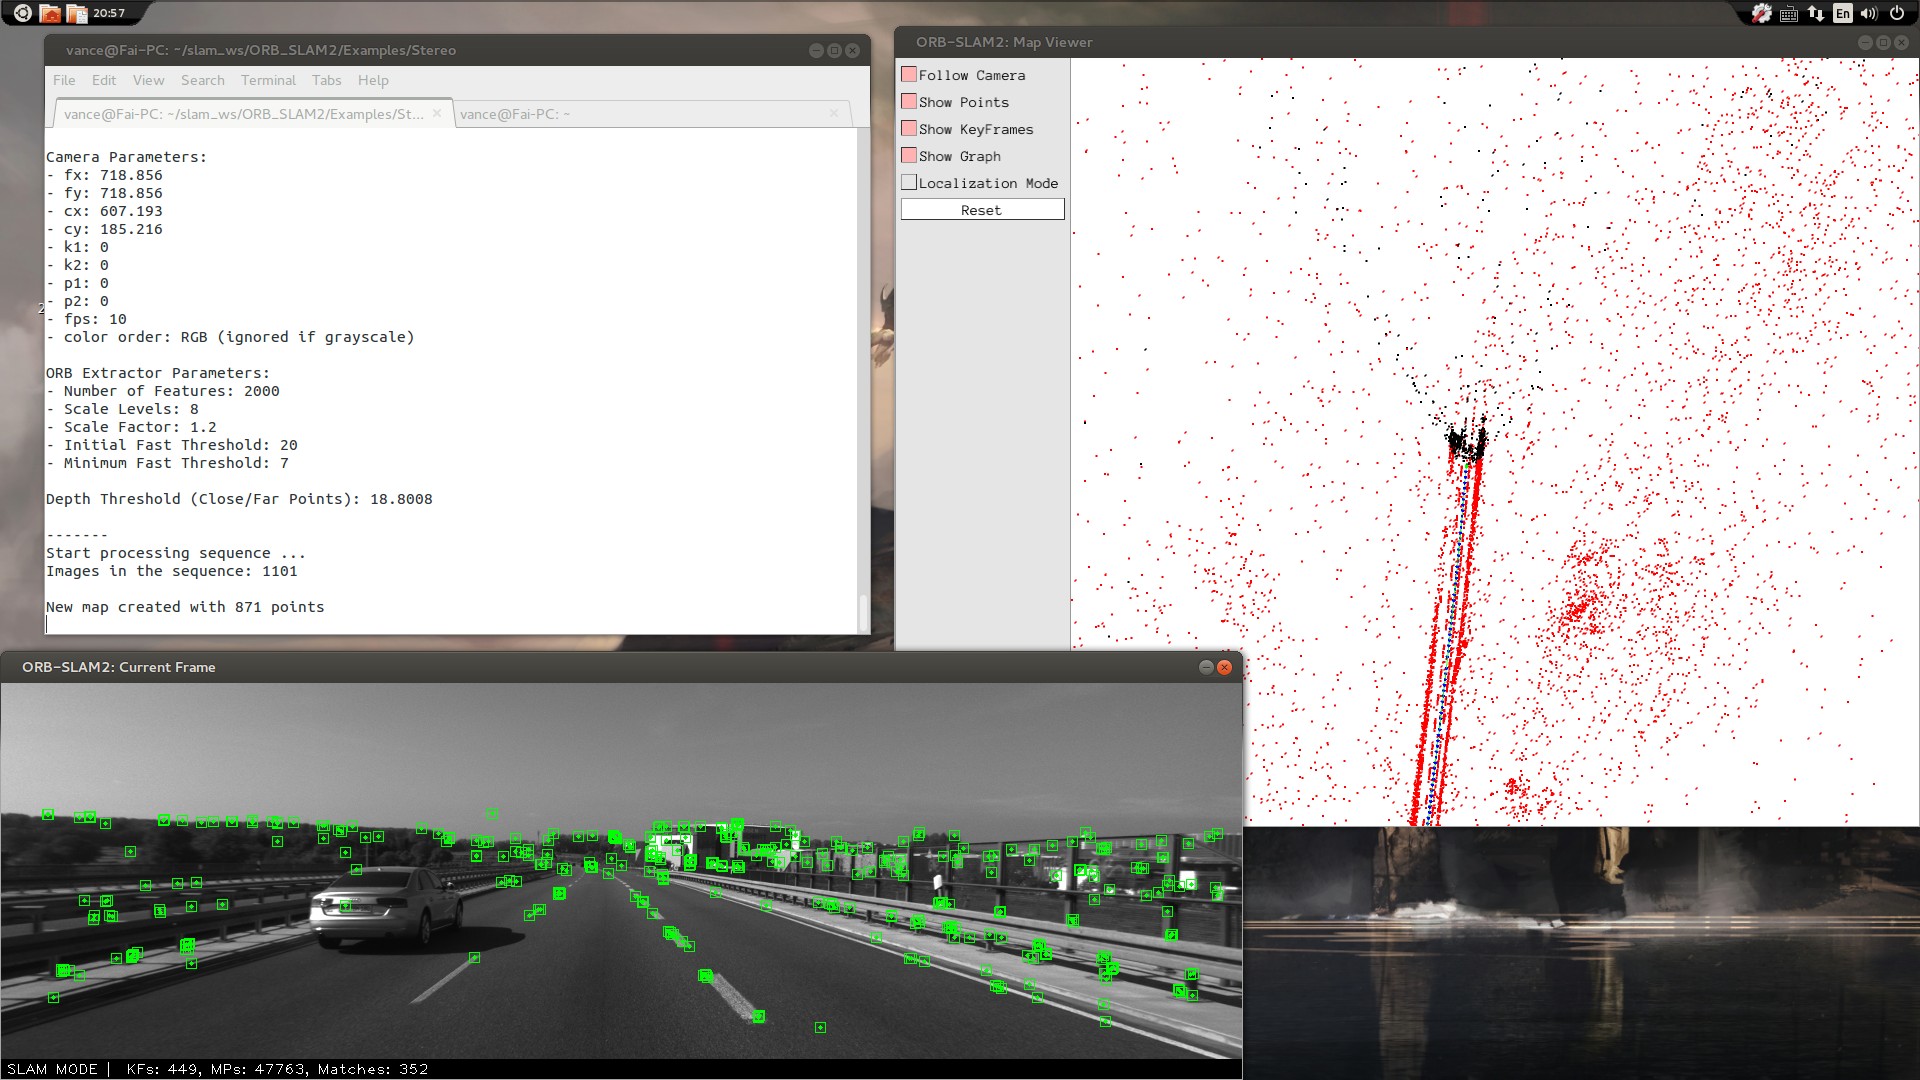 20:57
En
vance@Fai-PC: ~/slam_ws/ORB_SLAM2/Examples/Stereo
File Edit View Search Terminal Tabs Help
vance@Fai-PC: ~/slam_ws/ORB_SLAM2/Examples/St... × vance@Fai-PC: ~ ×
Camera Parameters:
- fx: 718.856
- fy: 718.856
- cx: 607.193
- cy: 185.216
- k1: 0
- k2: 0
- p1: 0
- p2: 0
- fps: 10
- color order: RGB (ignored if grayscale)
ORB Extractor Parameters:
- Number of Features: 2000
- Scale Levels: 8
- Scale Factor: 1.2
- Initial Fast Threshold: 20
- Minimum Fast Threshold: 7
Depth Threshold (Close/Far Points): 18.8008
-------
Start processing sequence ...
Images in the sequence: 1101
New map created with 871 points
2
ORB-SLAM2: Map Viewer
Follow Camera
Show Points
Show KeyFrames
Show Graph
Localization Mode
Reset
ORB-SLAM2: Current Frame
SLAM MODE | KFs: 449, MPs: 47763, Matches: 352